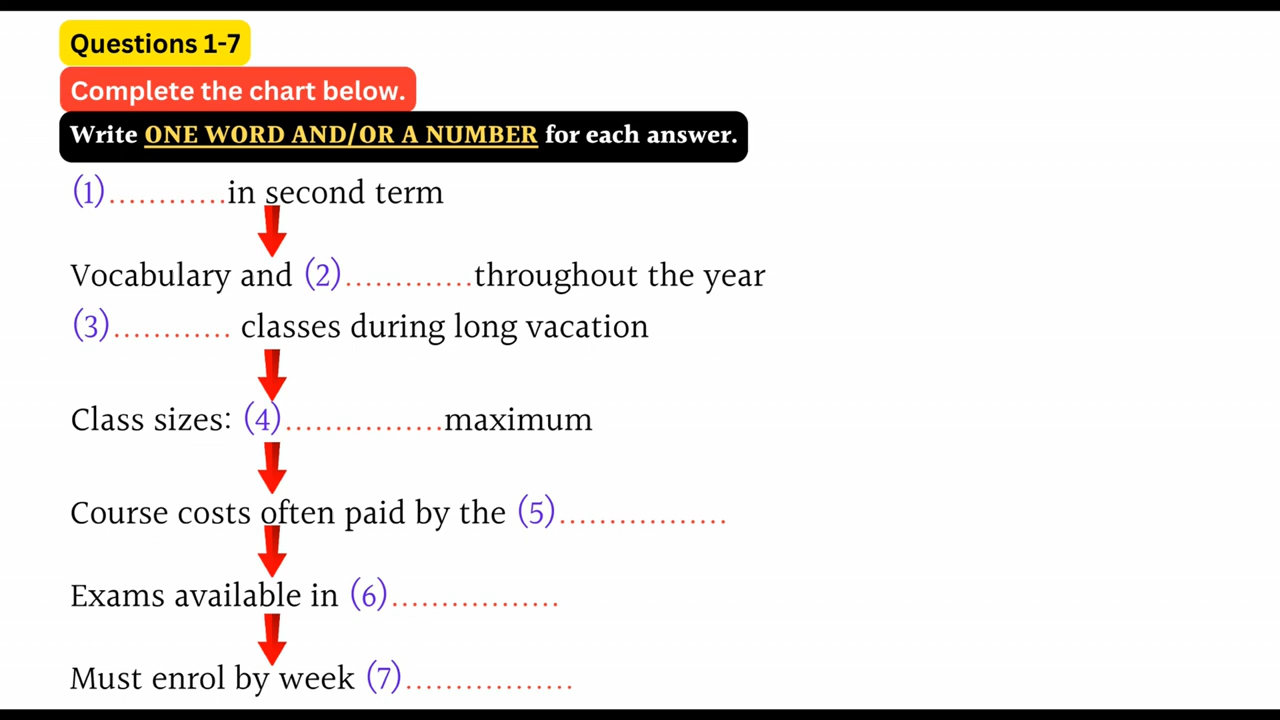 Questions 1-7
Complete the chart below.
Write ONE WORD AND/OR A NUMBER for each answer.
(1)............in second term
Vocabulary and (2).............throughout the year
(3)............ classes during long vacation
Class sizes: (4)................maximum
Course costs often paid by the (5).................
Exams available in (6).................
Must enrol by week (7).................